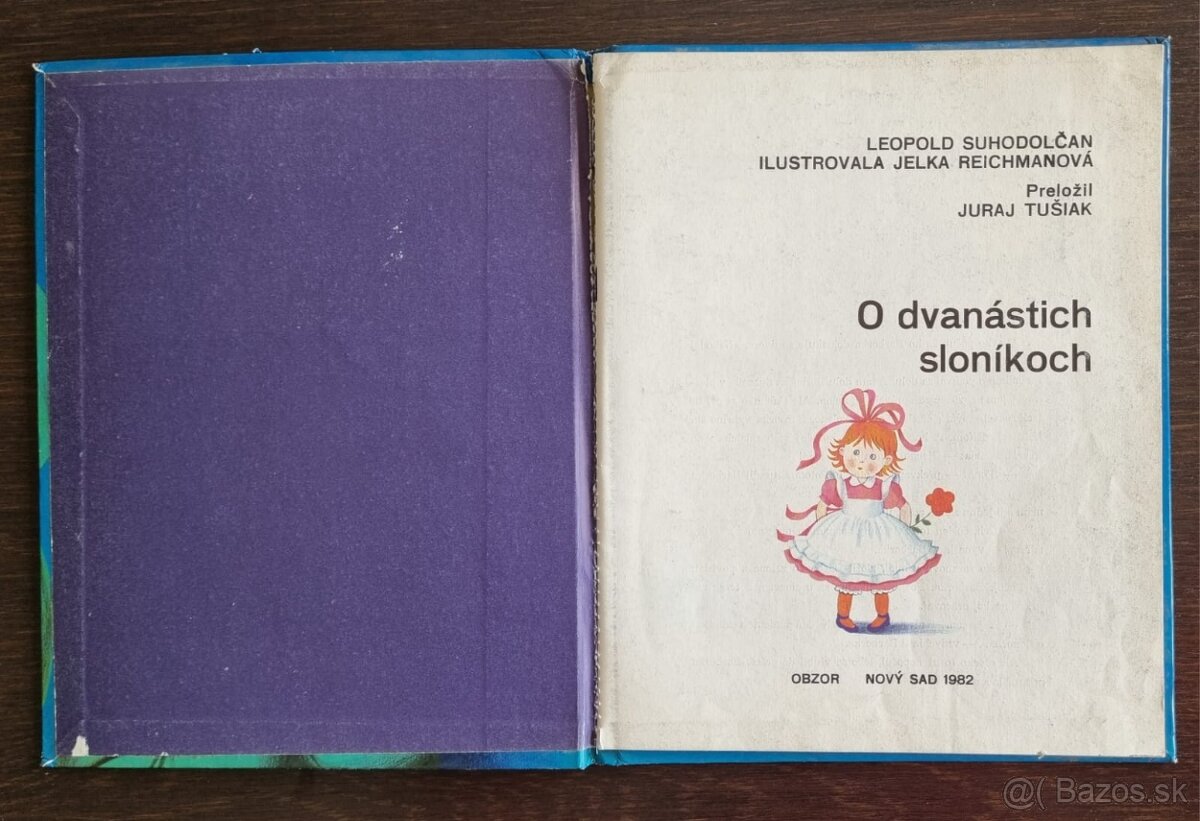 LEOPOLD SUHODOLČAN
ILUSTROVALA JELKA REICHMANOVÁ
Preložil
JURAJ TUŠIAK
O dvanástich
sloníkoch
OBZOR NOVÝ SAD 1982
@( Bazos.sk